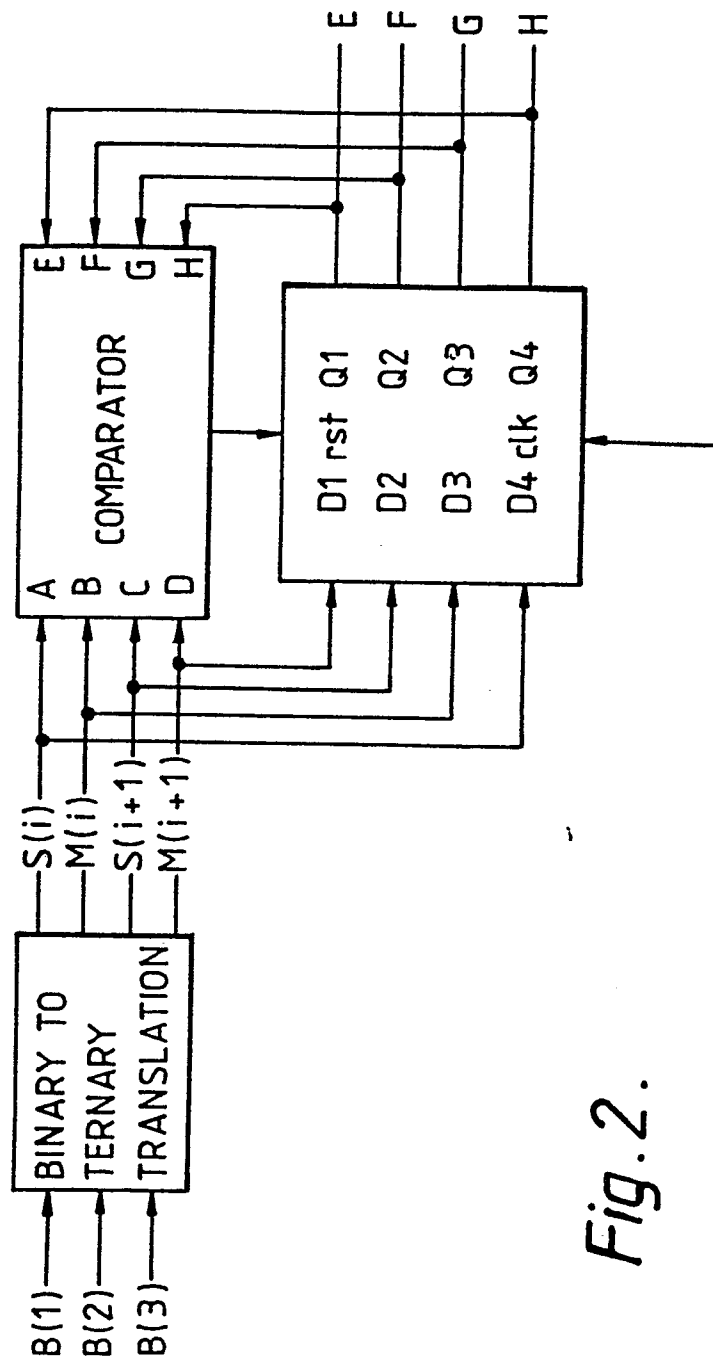 B(1)
B(2)
B(3)
BINARY TO
TERNARY
TRANSLATION
S(i)
M(i)
S(i+1)
M(i+1)
A
B
C
D
COMPARATOR
E
F
G
H
D1 rst Q1
D2 Q2
D3 Q3
D4 clk Q4
E
F
G
H
Fig. 2.